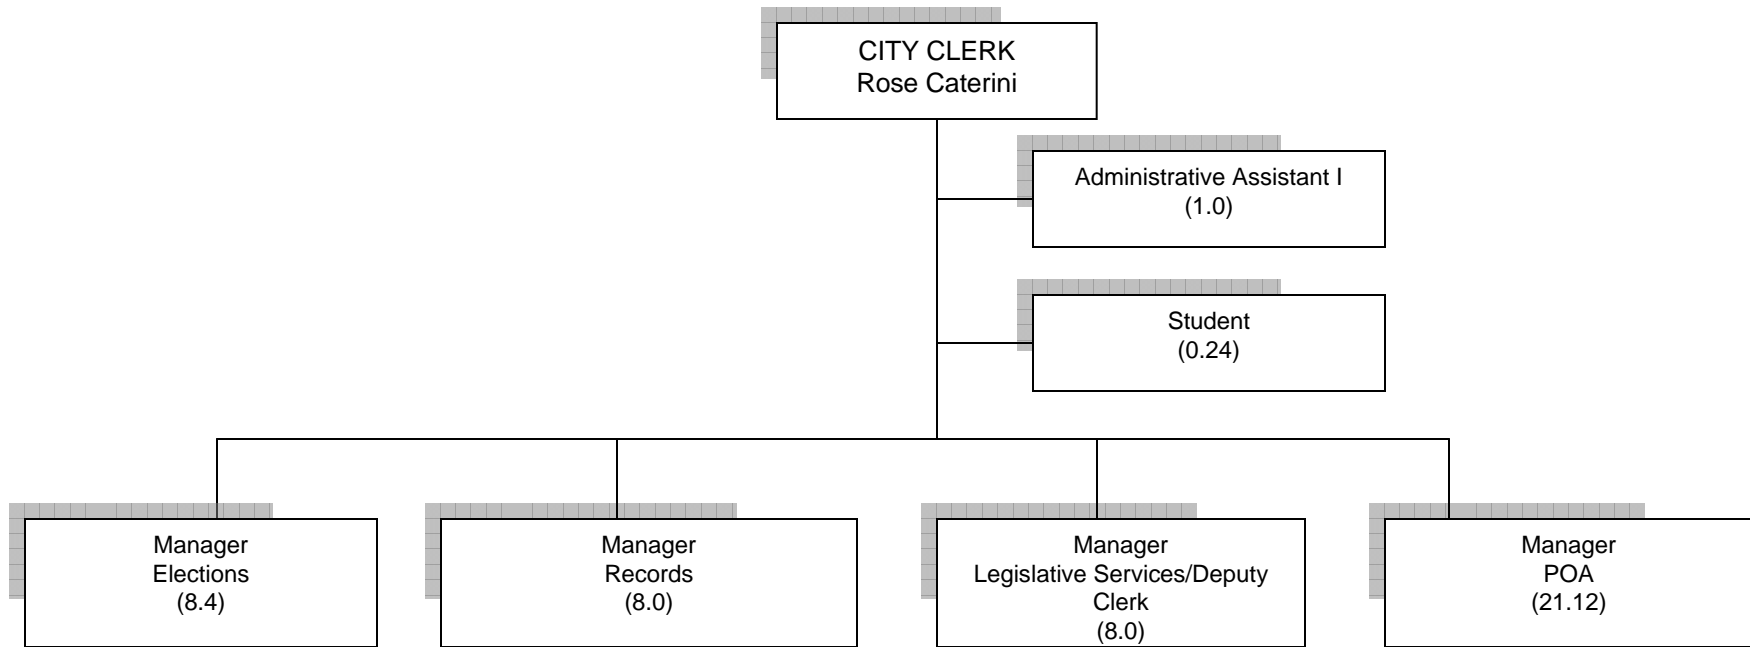 CITY CLERK
Rose Caterini
Administrative Assistant I
(1.0)
Student
(0.24)
Manager
Elections
(8.4)
Manager
Records
(8.0)
Manager
Legislative Services/Deputy
Clerk
(8.0)
Manager
POA
(21.12)